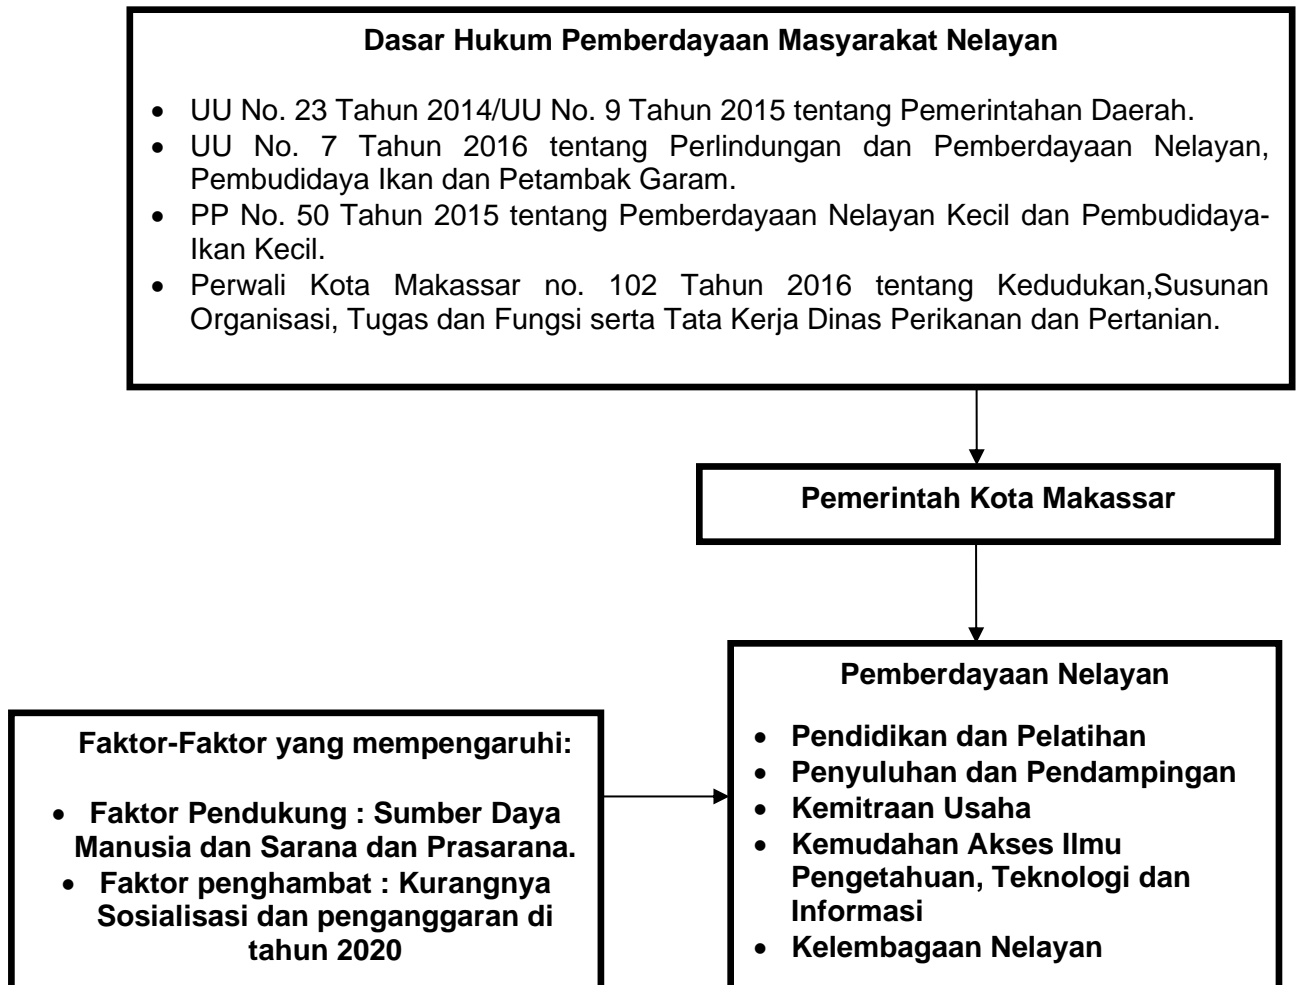 Dasar Hukum Pemberdayaan Masyarakat Nelayan
• UU No. 23 Tahun 2014/UU No. 9 Tahun 2015 tentang Pemerintahan Daerah.
• UU No. 7 Tahun 2016 tentang Perlindungan dan Pemberdayaan Nelayan,
Pembudidaya Ikan dan Petambak Garam.
• PP No. 50 Tahun 2015 tentang Pemberdayaan Nelayan Kecil dan Pembudidaya-
Ikan Kecil.
• Perwali Kota Makassar no. 102 Tahun 2016 tentang Kedudukan,Susunan
Organisasi, Tugas dan Fungsi serta Tata Kerja Dinas Perikanan dan Pertanian.
Pemerintah Kota Makassar
Pemberdayaan Nelayan
• Pendidikan dan Pelatihan
• Penyuluhan dan Pendampingan
• Kemitraan Usaha
• Kemudahan Akses Ilmu
Pengetahuan, Teknologi dan
Informasi
• Kelembagaan Nelayan
Faktor-Faktor yang mempengaruhi:
• Faktor Pendukung : Sumber Daya
Manusia dan Sarana dan Prasarana.
• Faktor penghambat : Kurangnya
Sosialisasi dan penganggaran di
tahun 2020